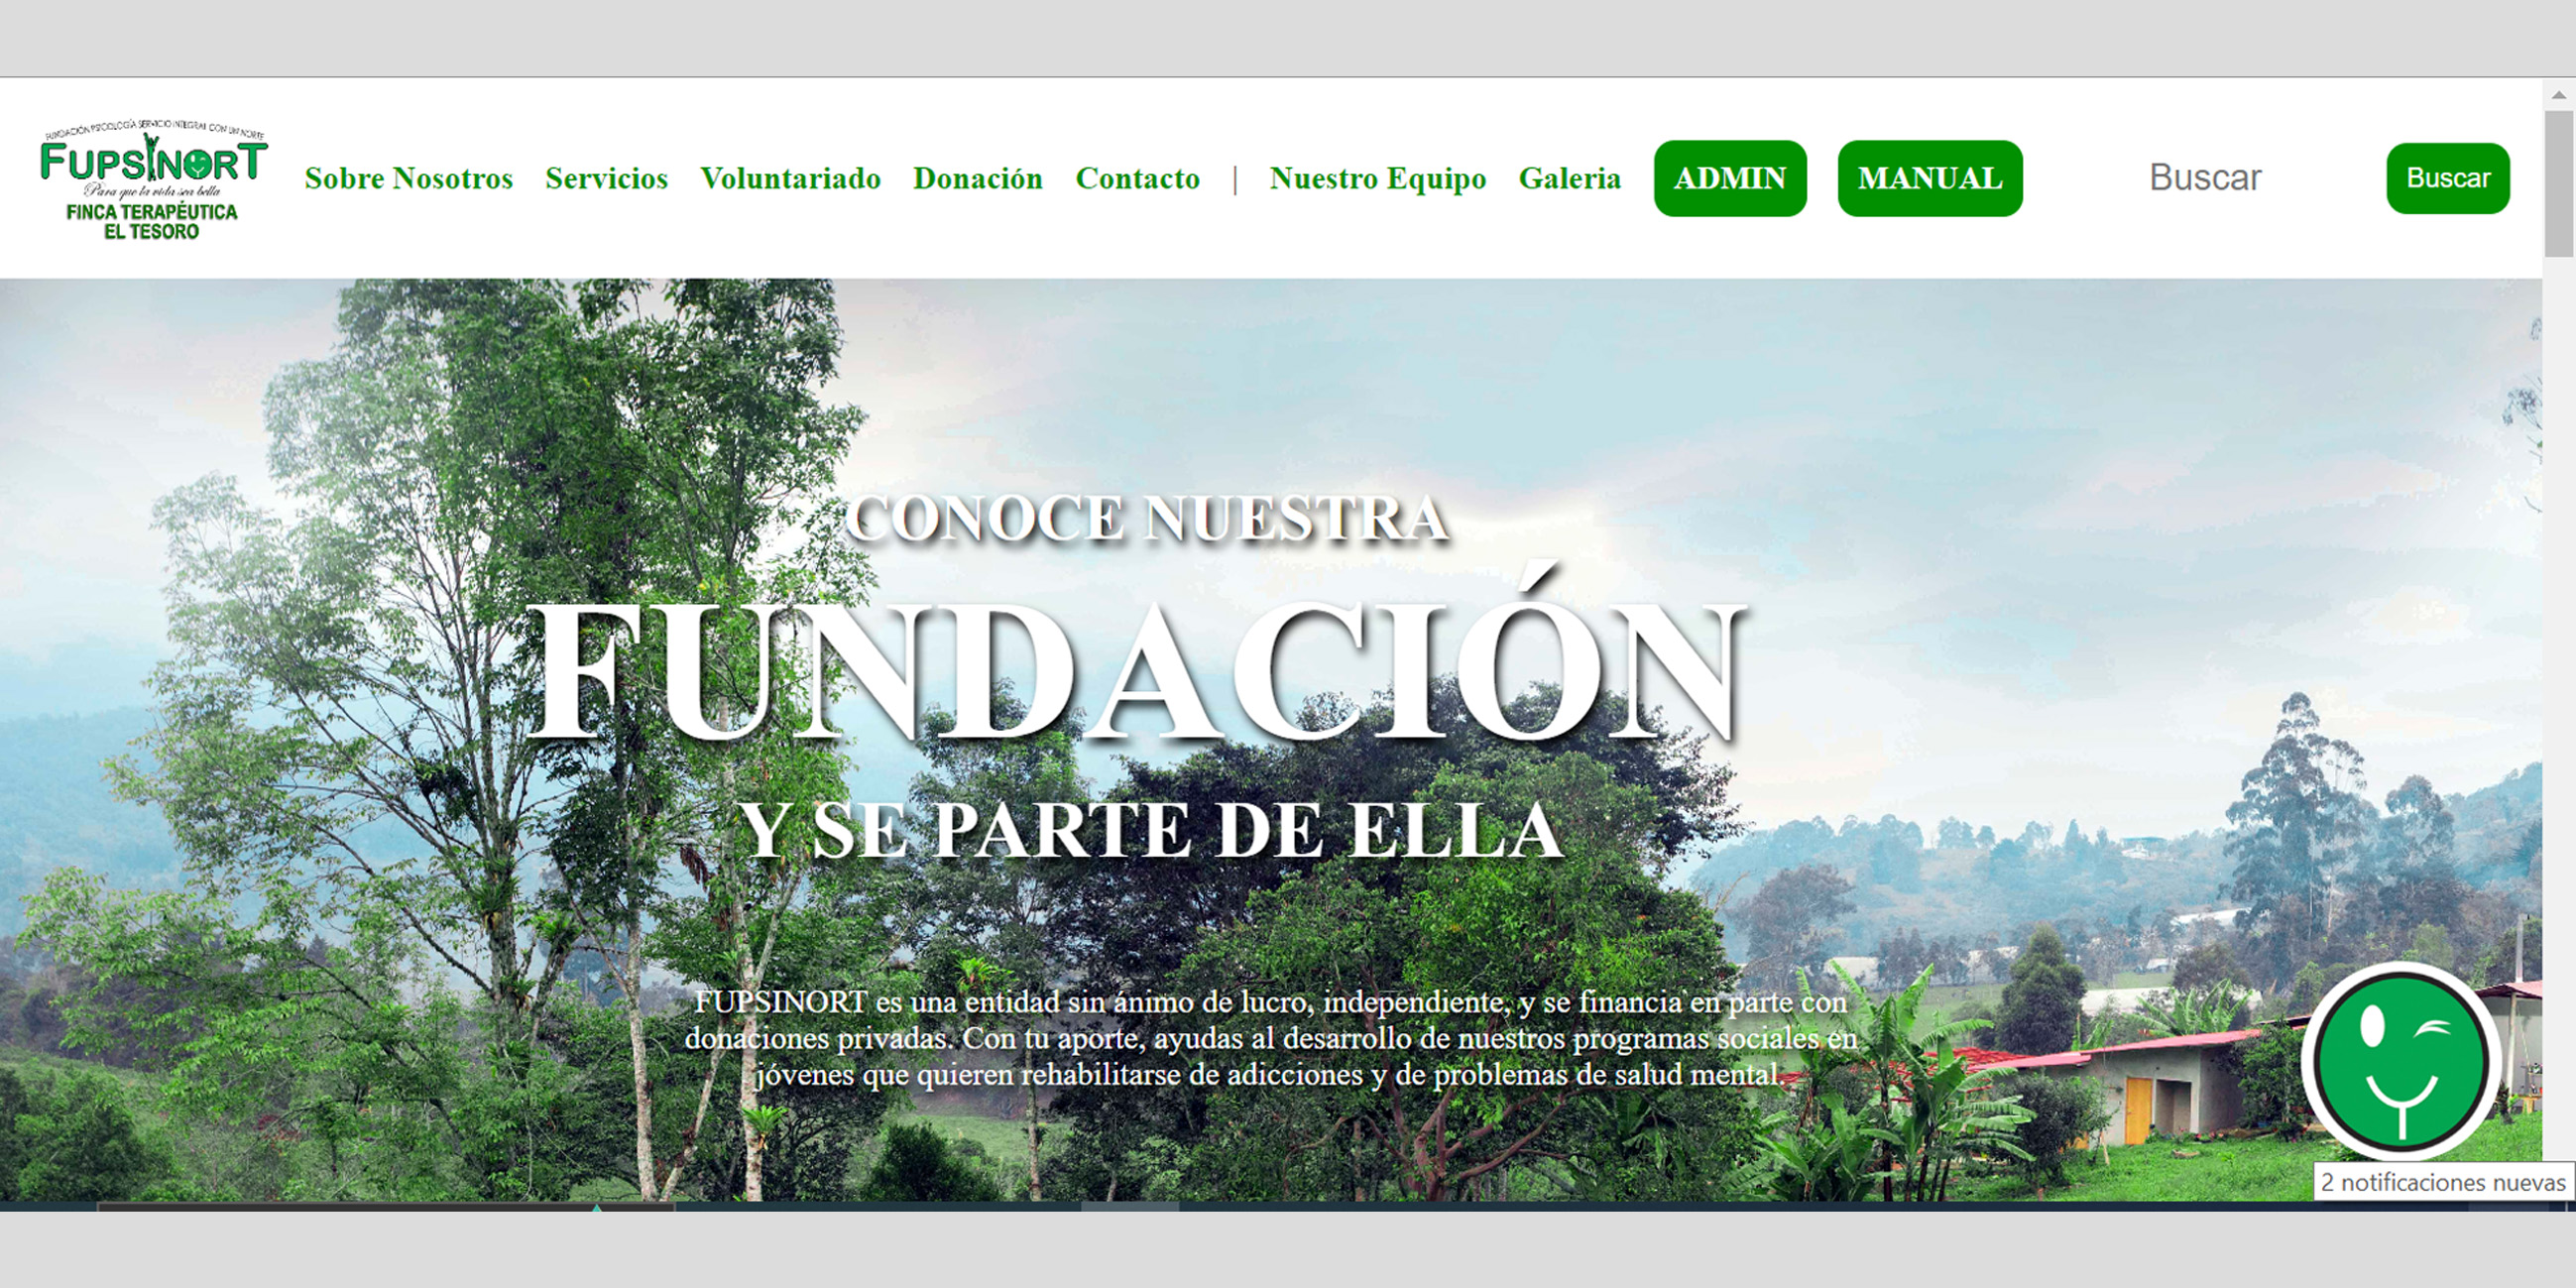 FUNDACIÓN PSICOLOGÍA SERVICIO INTEGRAL CON UN NORTE
FUPSINORT
Para que la vida sea bella
FINCA TERAPÉUTICA
EL TESORO
Sobre Nosotros Servicios Voluntariado Donación Contacto | Nuestro Equipo Galeria ADMIN MANUAL Buscar Buscar
CONOCE NUESTRA
FUNDACIÓN
Y SE PARTE DE ELLA
FUPSINORT es una entidad sin ánimo de lucro, independiente, y se financia en parte con
donaciones privadas. Con tu aporte, ayudas al desarrollo de nuestros programas sociales en
jóvenes que quieren rehabilitarse de adicciones y de problemas de salud mental.
2 notificaciones nuevas